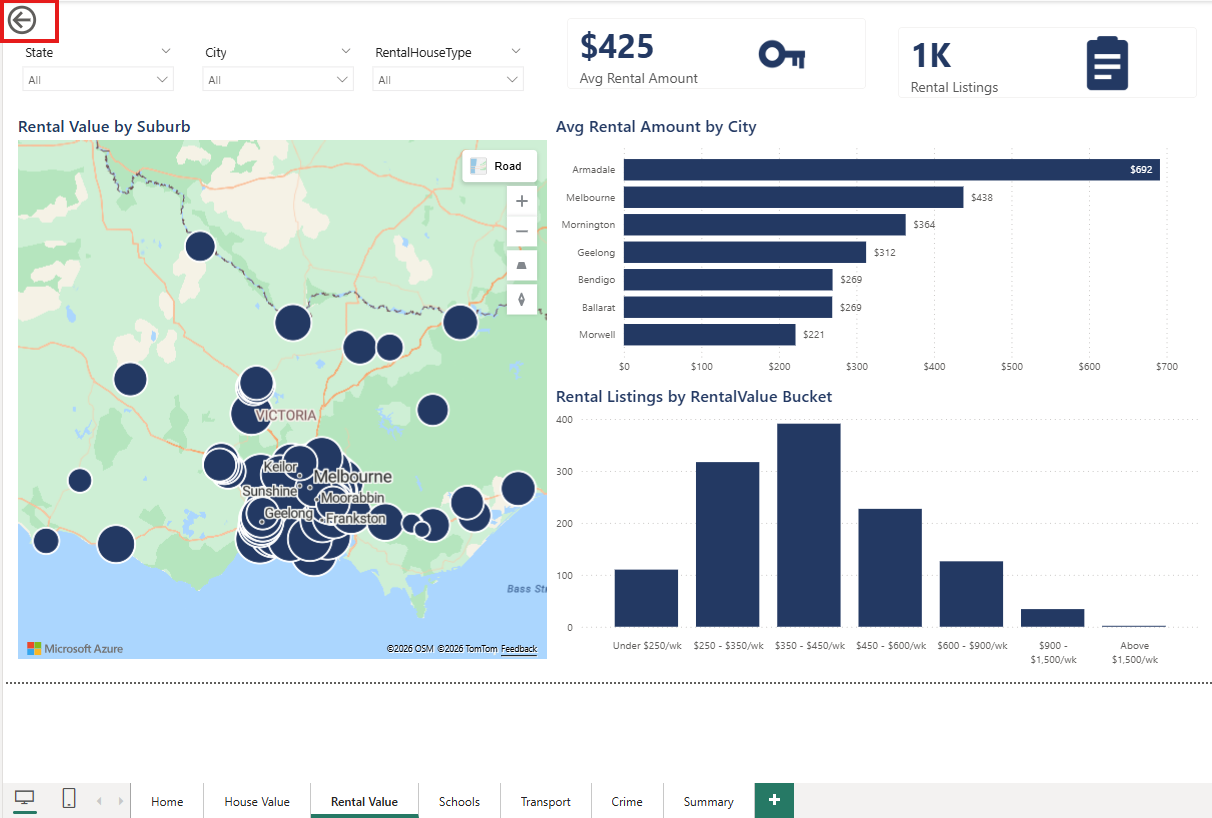 State
City
RentalHouseType
All
All
All
$425
Avg Rental Amount
1K
Rental Listings
Rental Value by Suburb
Road
VICTORIA
Keilor
Melbourne
Sunshine
Moorabbin
Geelong
Frankston
Microsoft Azure
©2026 OSM ©2026 TomTom Feedback
Avg Rental Amount by City
Armadale $692
Melbourne $438
Mornington $364
Geelong $312
Bendigo $269
Ballarat $269
Morwell $221
$0 $100 $200 $300 $400 $500 $600 $700
Rental Listings by RentalValue Bucket
400
300
200
100
0
Under $250/wk $250 - $350/wk $350 - $450/wk $450 - $600/wk $600 - $900/wk $900 - Above
$1,500/wk $1,500/wk
Home House Value Rental Value Schools Transport Crime Summary